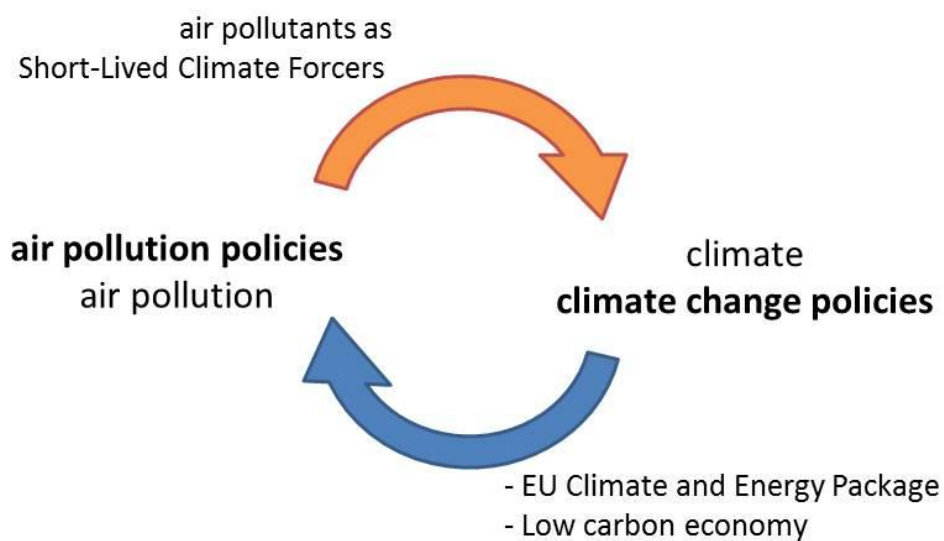 air pollutants as
Short-Lived Climate Forcers
air pollution policies
air pollution
climate
climate change policies
- EU Climate and Energy Package
- Low carbon economy